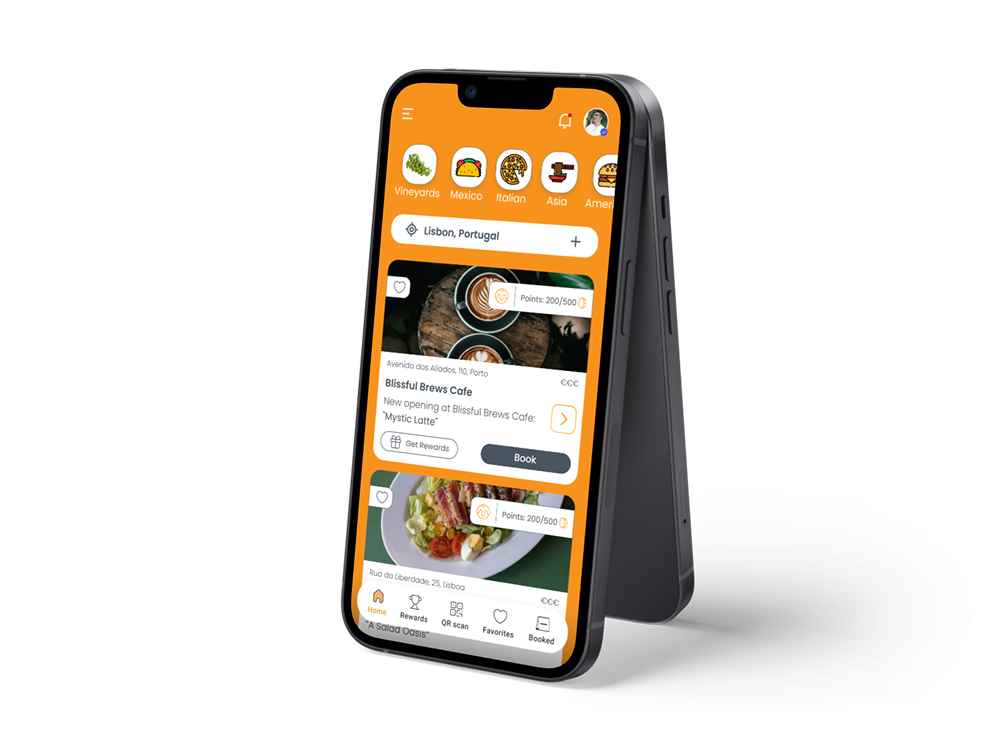 Vineyards
Mexico
Italian
Asia
Ameri
Lisbon, Portugal
Points: 200/500
Avenida dos Aliados, 110, Porto
€€€
Blissful Brews Cafe
New opening at Blissful Brews Cafe:
"Mystic Latte"
Get Rewards
Book
Points: 200/500
Rua da Liberdade, 25, Lisboa
€€€
Home
Rewards
QR scan
Favorites
Booked
"A Salad Oasis"